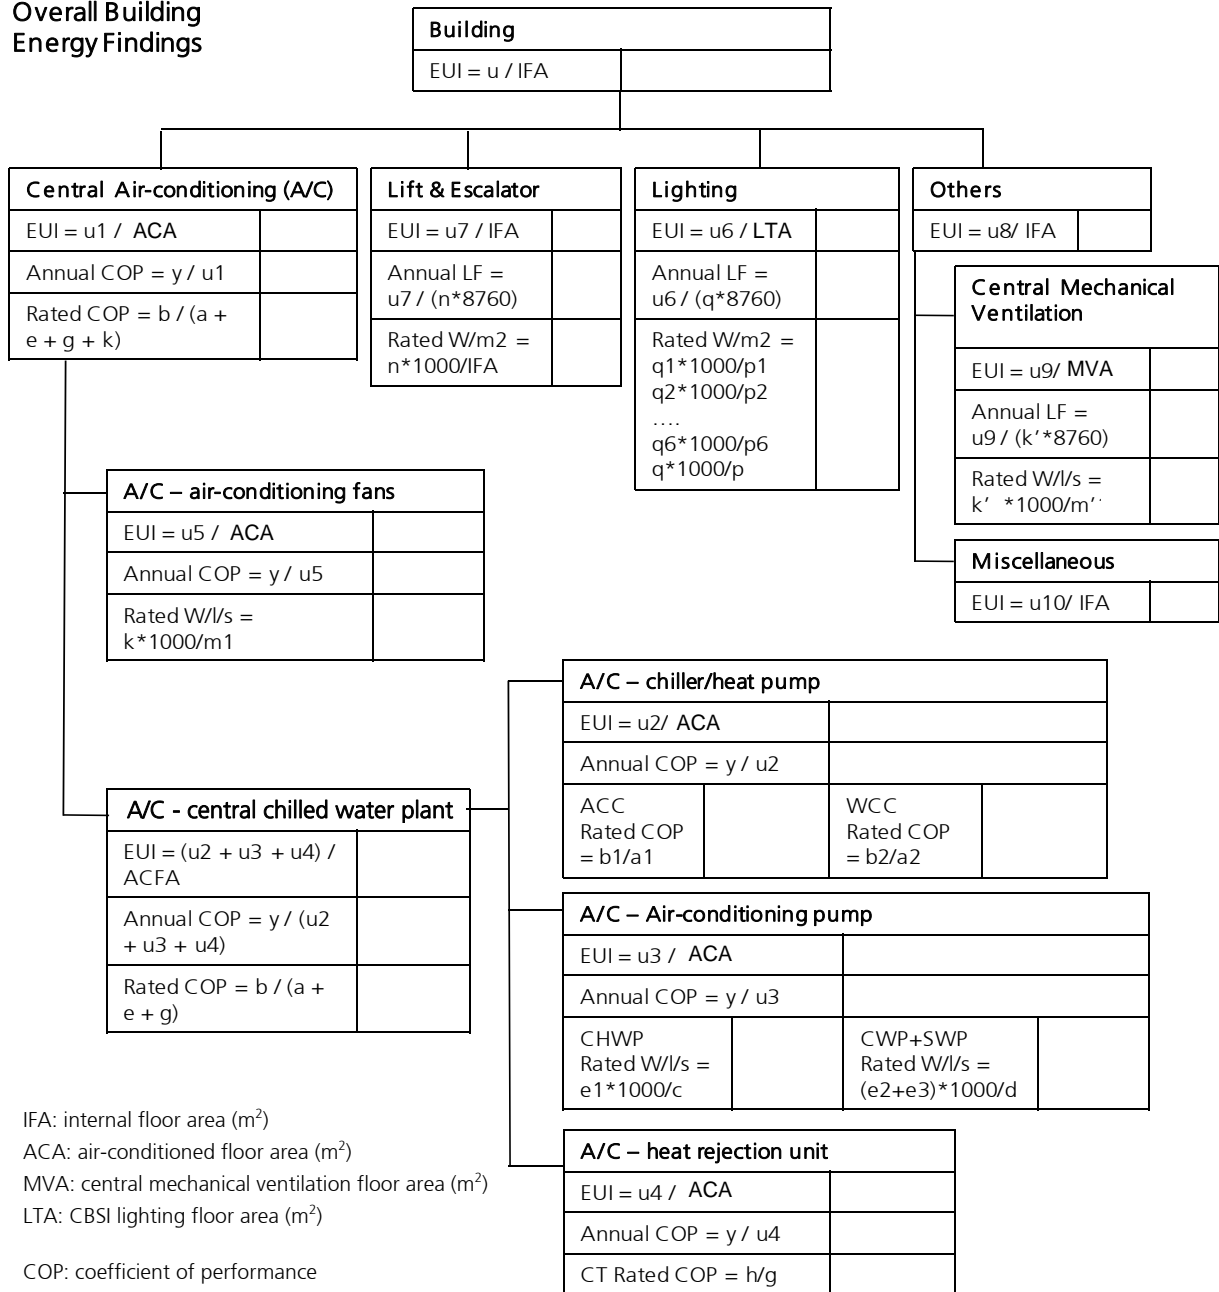 Overall Building
Energy Findings
Building
EUI = u / IFA
Central Air-conditioning (A/C)
EUI = u1 / ACA
Annual COP = y / u1
Rated COP = b / (a +
e + g + k)
Lift & Escalator
EUI = u7 / IFA
Annual LF =
u7 / (n*8760)
Rated W/m2 =
n*1000/IFA
Lighting
EUI = u6 / LTA
Annual LF =
u6 / (q*8760)
Rated W/m2 =
q1*1000/p1
q2*1000/p2
....
q6*1000/p6
q*1000/p
Others
EUI = u8/ IFA
Central Mechanical
Ventilation
EUI = u9/ MVA
Annual LF =
u9 / (k’*8760)
Rated W/l/s =
k’ *1000/m’
Miscellaneous
EUI = u10/ IFA
A/C – air-conditioning fans
EUI = u5 / ACA
Annual COP = y / u5
Rated W/l/s =
k*1000/m1
A/C - central chilled water plant
EUI = (u2 + u3 + u4) /
ACFA
Annual COP = y / (u2
+ u3 + u4)
Rated COP = b / (a +
e + g)
A/C – chiller/heat pump
EUI = u2/ ACA
Annual COP = y / u2
ACC
Rated COP
= b1/a1
WCC
Rated COP
= b2/a2
A/C – Air-conditioning pump
EUI = u3 / ACA
Annual COP = y / u3
CHWP
Rated W/l/s =
e1*1000/c
CWP+SWP
Rated W/l/s =
(e2+e3)*1000/d
A/C – heat rejection unit
EUI = u4 / ACA
Annual COP = y / u4
CT Rated COP = h/g
IFA: internal floor area (m²)
ACA: air-conditioned floor area (m²)
MVA: central mechanical ventilation floor area (m²)
LTA: CBSI lighting floor area (m²)
COP: coefficient of performance